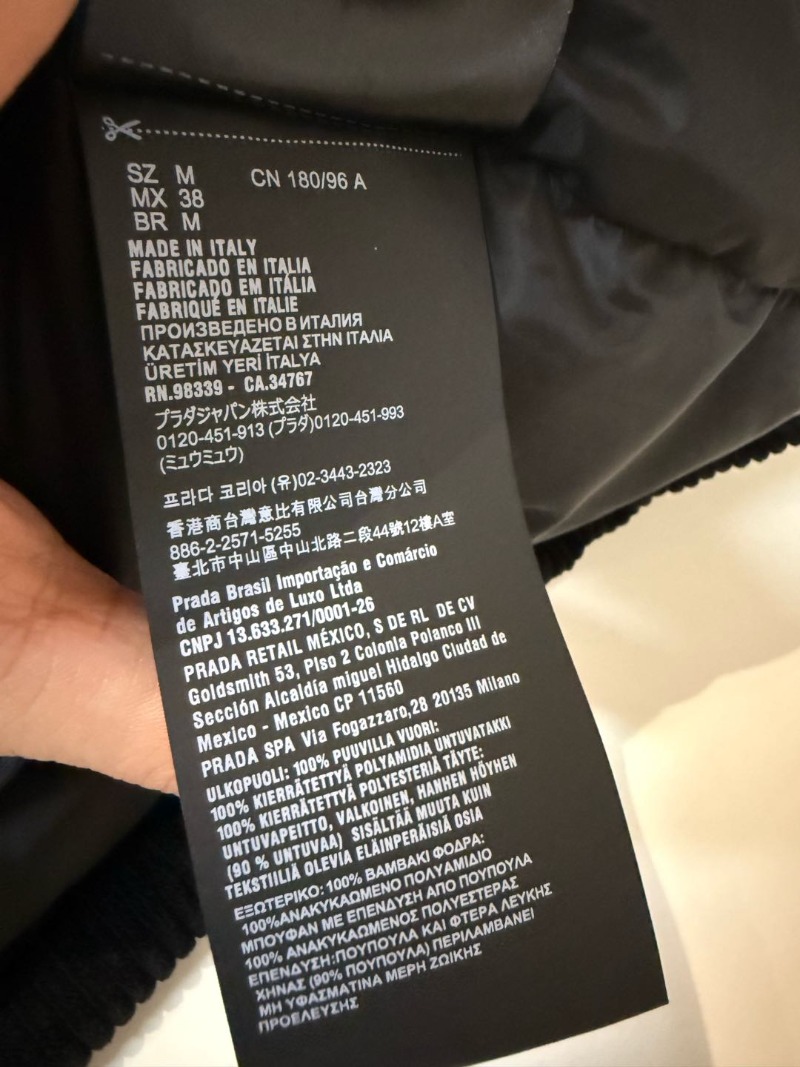 SZ M CN 180/96 A
MX 38
BR M
MADE IN ITALY
FABRICADO EN ITALIA
FABRICADO EM ITÁLIA
FABRIQUÉ EN ITALIE
ПРОИЗВЕДЕНО В ИТАЛИЯ
ΚΑΤΑΣΚΕΥΑΖΕΤΑΙ ΣΤΗΝ ΙΤΑΛΙΑ
ÜRETİM YERİ İTALYA
RN.98339 - CA.34767
プラダジャパン株式会社
0120-451-913 (プラダ)0120-451-993
(ミュウミュウ)
프라다 코리아 (유)02-3443-2323
香港商台灣意比有限公司台灣分公司
886-2-2571-5255
臺北市中山區中山北路二段44號12樓A室
Prada Brasil Importação e Comércio
de Artigos de Luxo Ltda
CNPJ 13.633.271/0001-26
PRADA RETAIL MÉXICO, S DE RL DE CV
Goldsmith 53, Piso 2 Colonia Polanco III
Sección Alcaldía miguel Hidalgo Ciudad de
Mexico - Mexico CP 11560
PRADA SPA Via Fogazzaro,28 20135 Milano
ULKOPUOLI: 100% PUUVILLA VUORI:
100% KIERRÄTETTYÄ POLYAMIDIA UNTUVATAKKI
100% KIERRÄTETTYÄ POLYESTERIÄ TÄYTE:
UNTUVAPEITTO, VALKOINEN, HANHEN HÖYHEN
(90 % UNTUVAA) SISÄLTÄÄ MUUTA KUIN
TEKSTIILIÄ OLEVIA ELÄINPERÄISIÄ OSIA
ΕΞΩΤΕΡΙΚΟ: 100% ΒΑΜΒΑΚΙ ΦΟΔΡΑ:
100%ΑΝΑΚΥΚΛΩΜΕΝΟ ΠΟΛΥΑΜΙΔΙΟ
ΜΠΟΥΦΑΝ ΜΕ ΕΠΕΝΔΥΣΗ ΑΠΟ ΠΟΥΠΟΥΛΑ
100% ΑΝΑΚΥΚΛΩΜΕΝΟΣ ΠΟΛΥΕΣΤΕΡΑΣ
ΕΠΕΝΔΥΣΗ:ΠΟΥΠΟΥΛΑ ΚΑΙ ΦΤΕΡΑ ΛΕΥΚΗΣ
ΧΗΝΑΣ (90% ΠΟΥΠΟΥΛΑ) ΠΕΡΙΛΑΜΒΑΝΕΙ
ΜΗ ΥΦΑΣΜΑΤΙΝΑ ΜΕΡΗ ΖΩΙΚΗΣ
ΠΡΟΕΛΕΥΣΗΣ